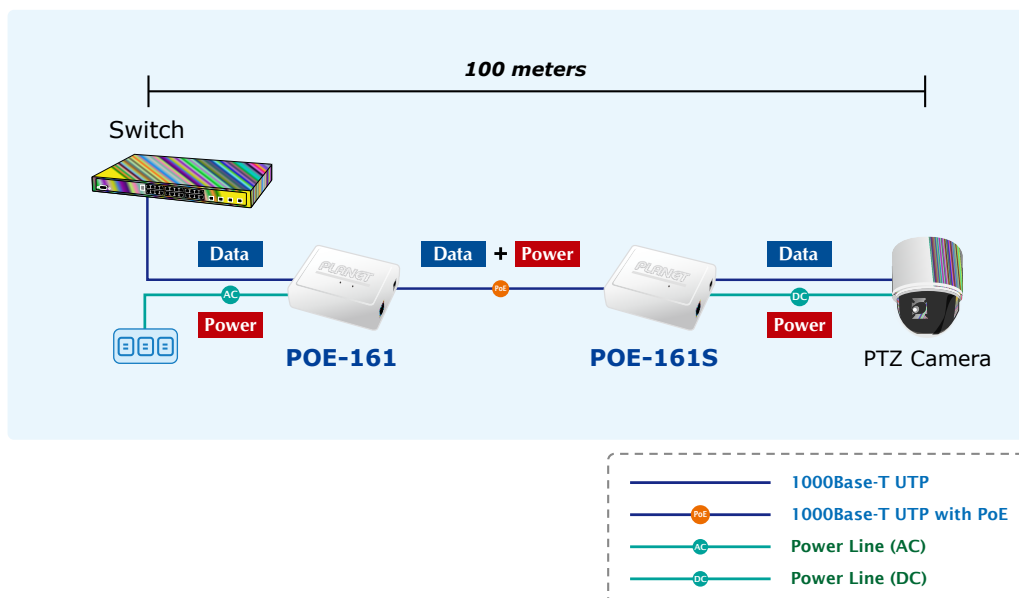 100 meters
Switch
Data
Data + Power
Data
PLANET
PLANET
AC
PoE
DC
Power
Power
POE-161
POE-161S
PTZ Camera
1000Base-T UTP
PoE 1000Base-T UTP with PoE
AC Power Line (AC)
DC Power Line (DC)